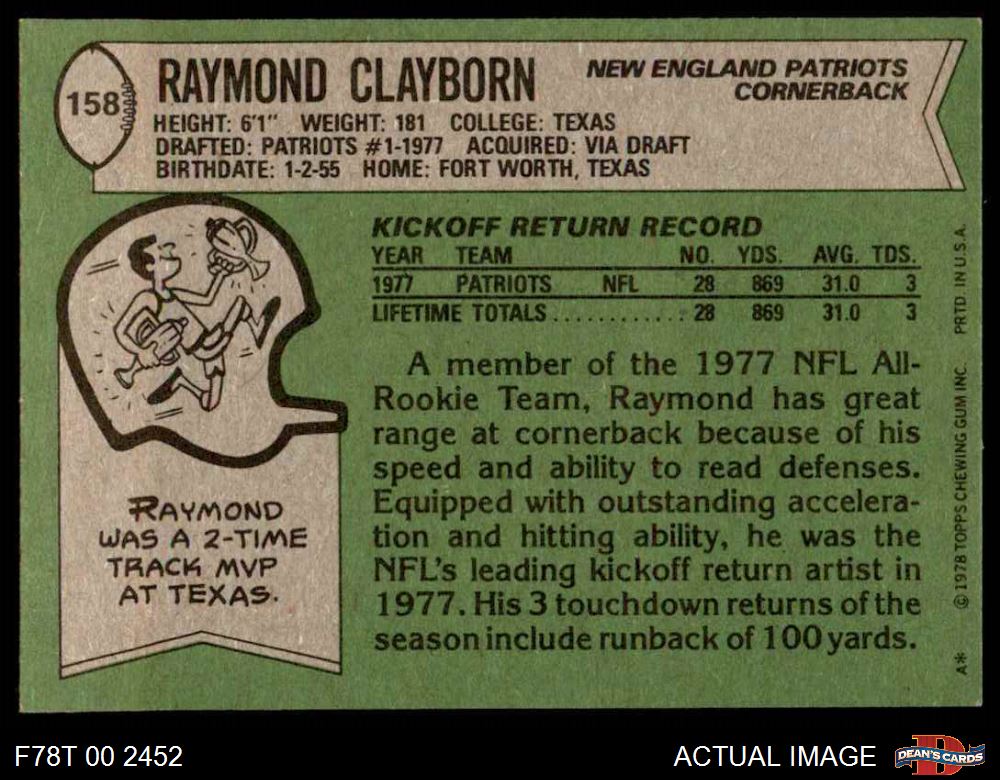 158
RAYMOND CLAYBORN
NEW ENGLAND PATRIOTS
CORNERBACK
HEIGHT: 6'1" WEIGHT: 181 COLLEGE: TEXAS
DRAFTED: PATRIOTS #1-1977 ACQUIRED: VIA DRAFT
BIRTHDATE: 1-2-55 HOME: FORT WORTH, TEXAS
KICKOFF RETURN RECORD
YEAR TEAM NO. YDS. AVG. TDS.
1977 PATRIOTS NFL 28 869 31.0 3
LIFETIME TOTALS............ 28 869 31.0 3
A member of the 1977 NFL All-
Rookie Team, Raymond has great
range at cornerback because of his
speed and ability to read defenses.
Equipped with outstanding accelera-
tion and hitting ability, he was the
NFL's leading kickoff return artist in
1977. His 3 touchdown returns of the
season include runback of 100 yards.
RAYMOND
WAS A 2-TIME
TRACK MVP
AT TEXAS.
A* © 1978 TOPPS CHEWING GUM INC. PRTD. IN U.S.A.
F78T 00 2452
ACTUAL IMAGE
D
DEAN'S CARDS